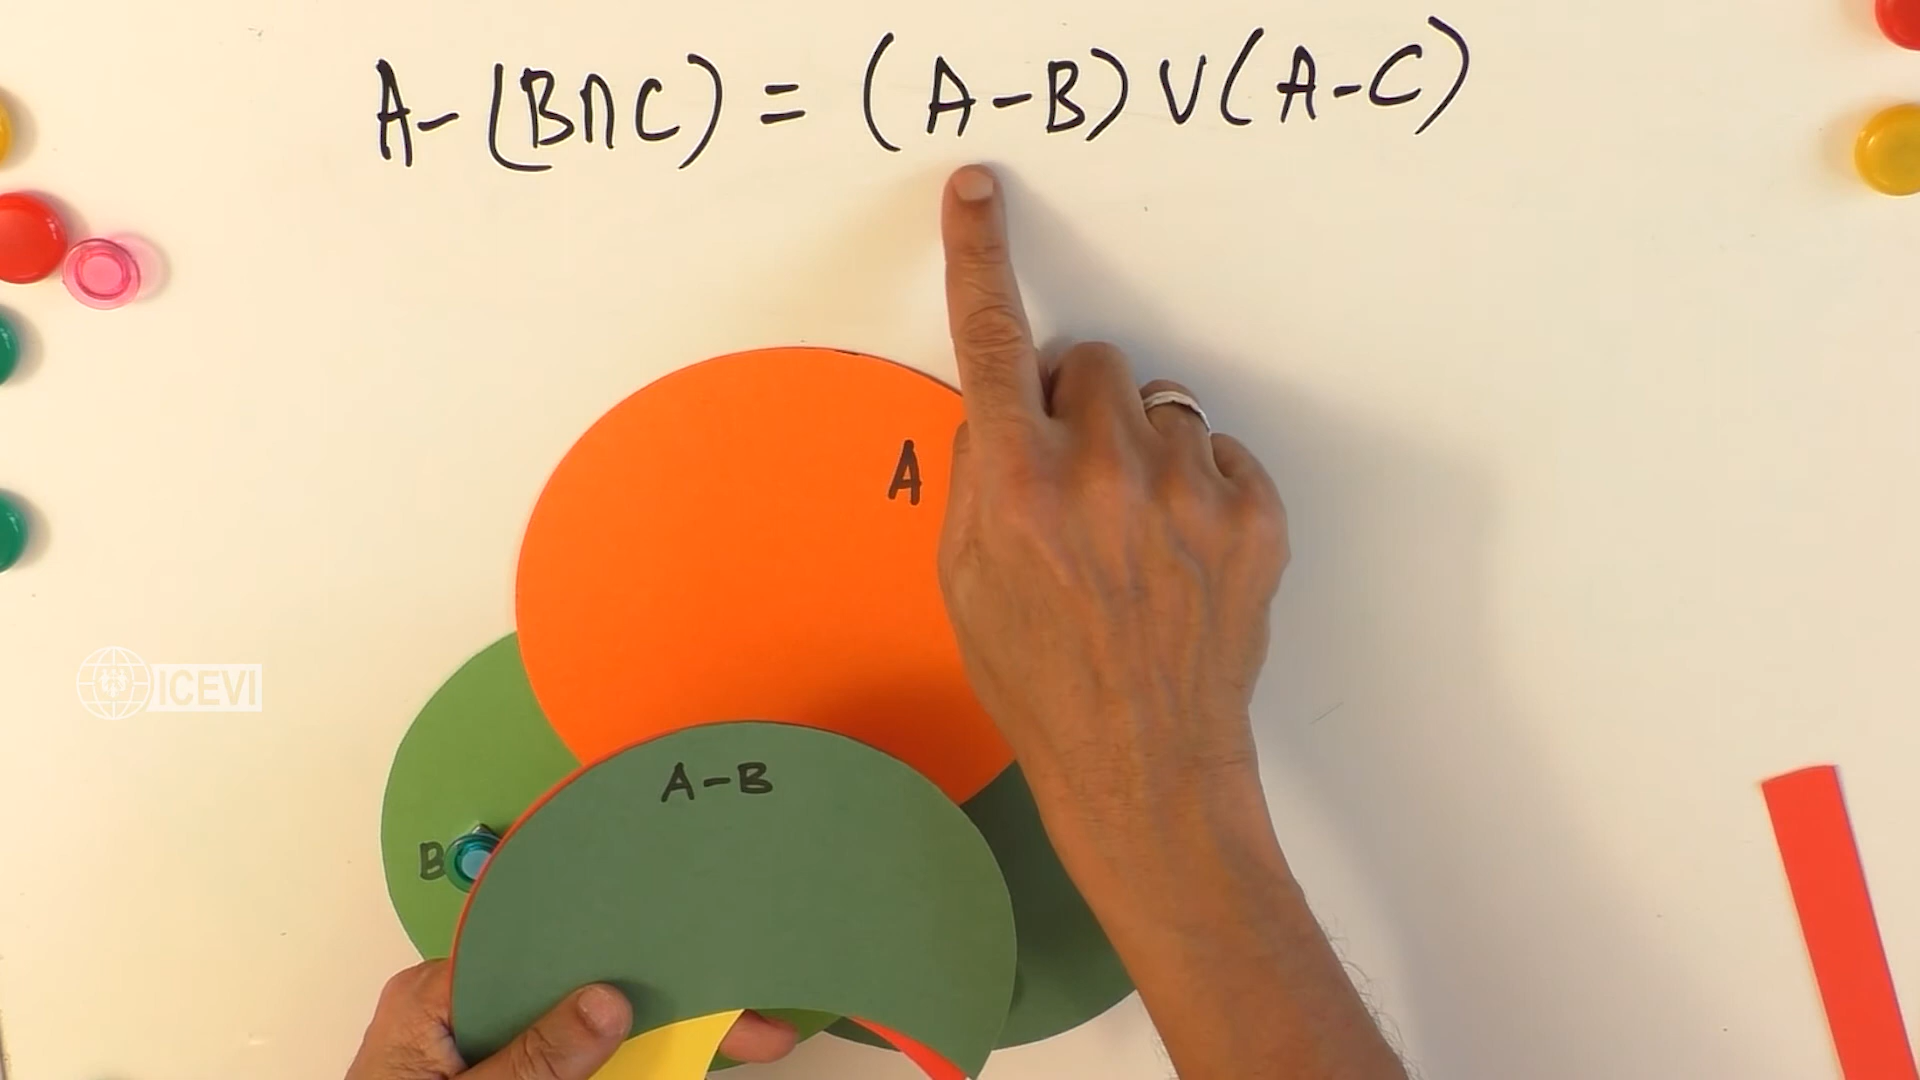 A-(B∩C) = (A-B)∪(A-C)
A
A-B
B
ICEVI